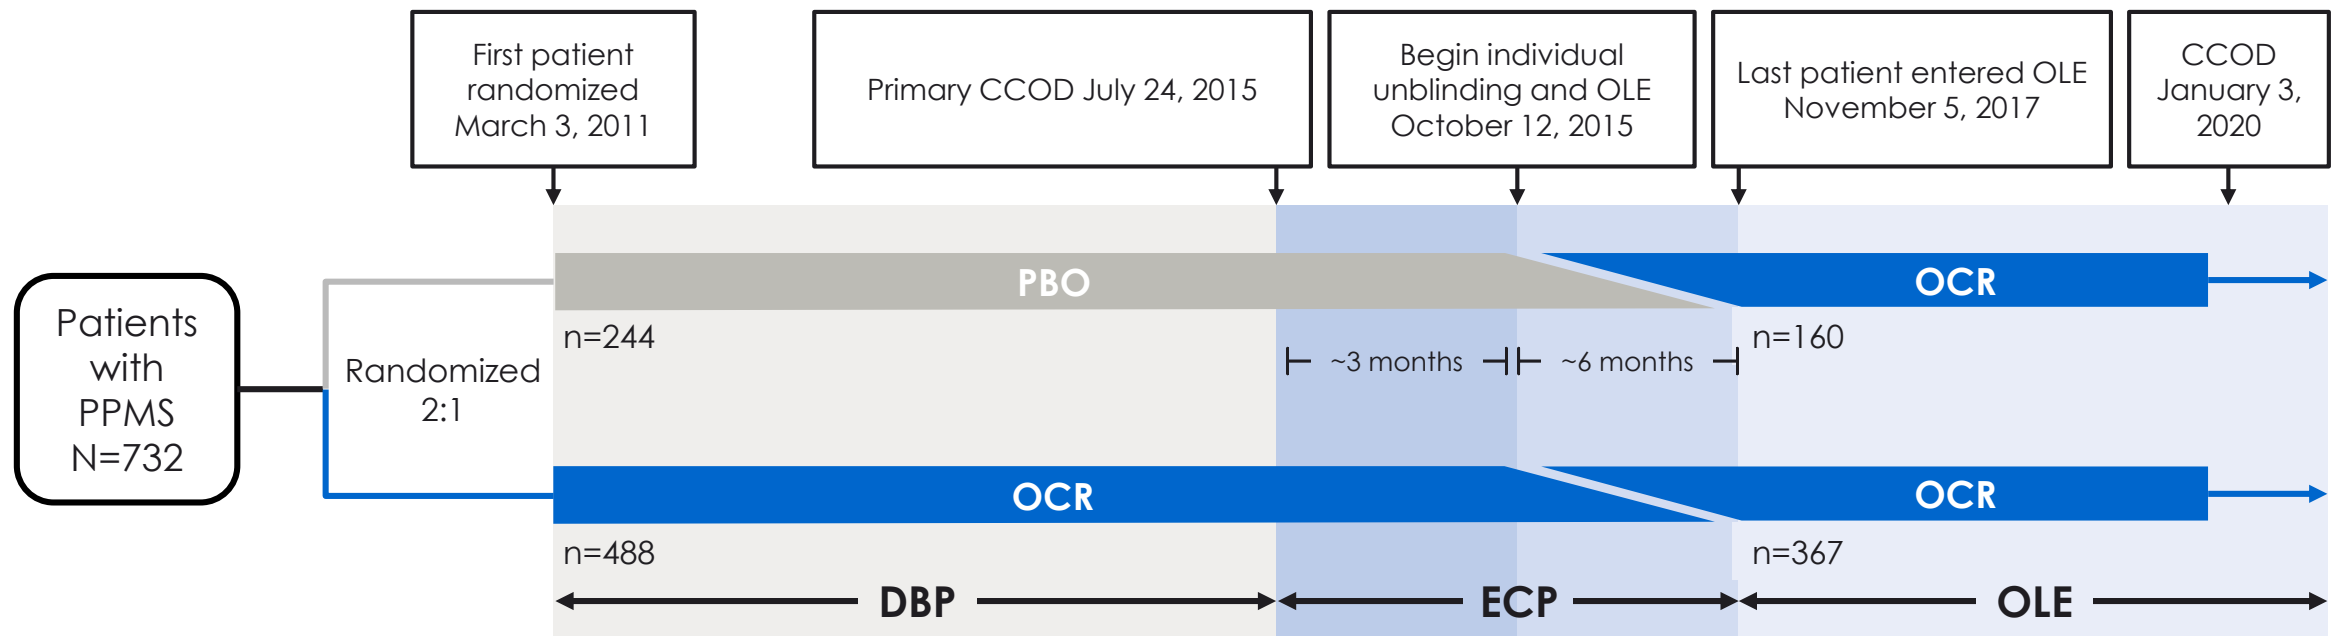 First patient
randomized
March 3, 2011
Primary CCOD July 24, 2015
Begin individual
unblinding and OLE
October 12, 2015
Last patient entered OLE
November 5, 2017
CCOD
January 3,
2020
Patients
with
PPMS
N=732
Randomized
2:1
PBO
OCR
n=244
n=160
~3 months
~6 months
OCR
OCR
n=488
n=367
DBP
ECP
OLE